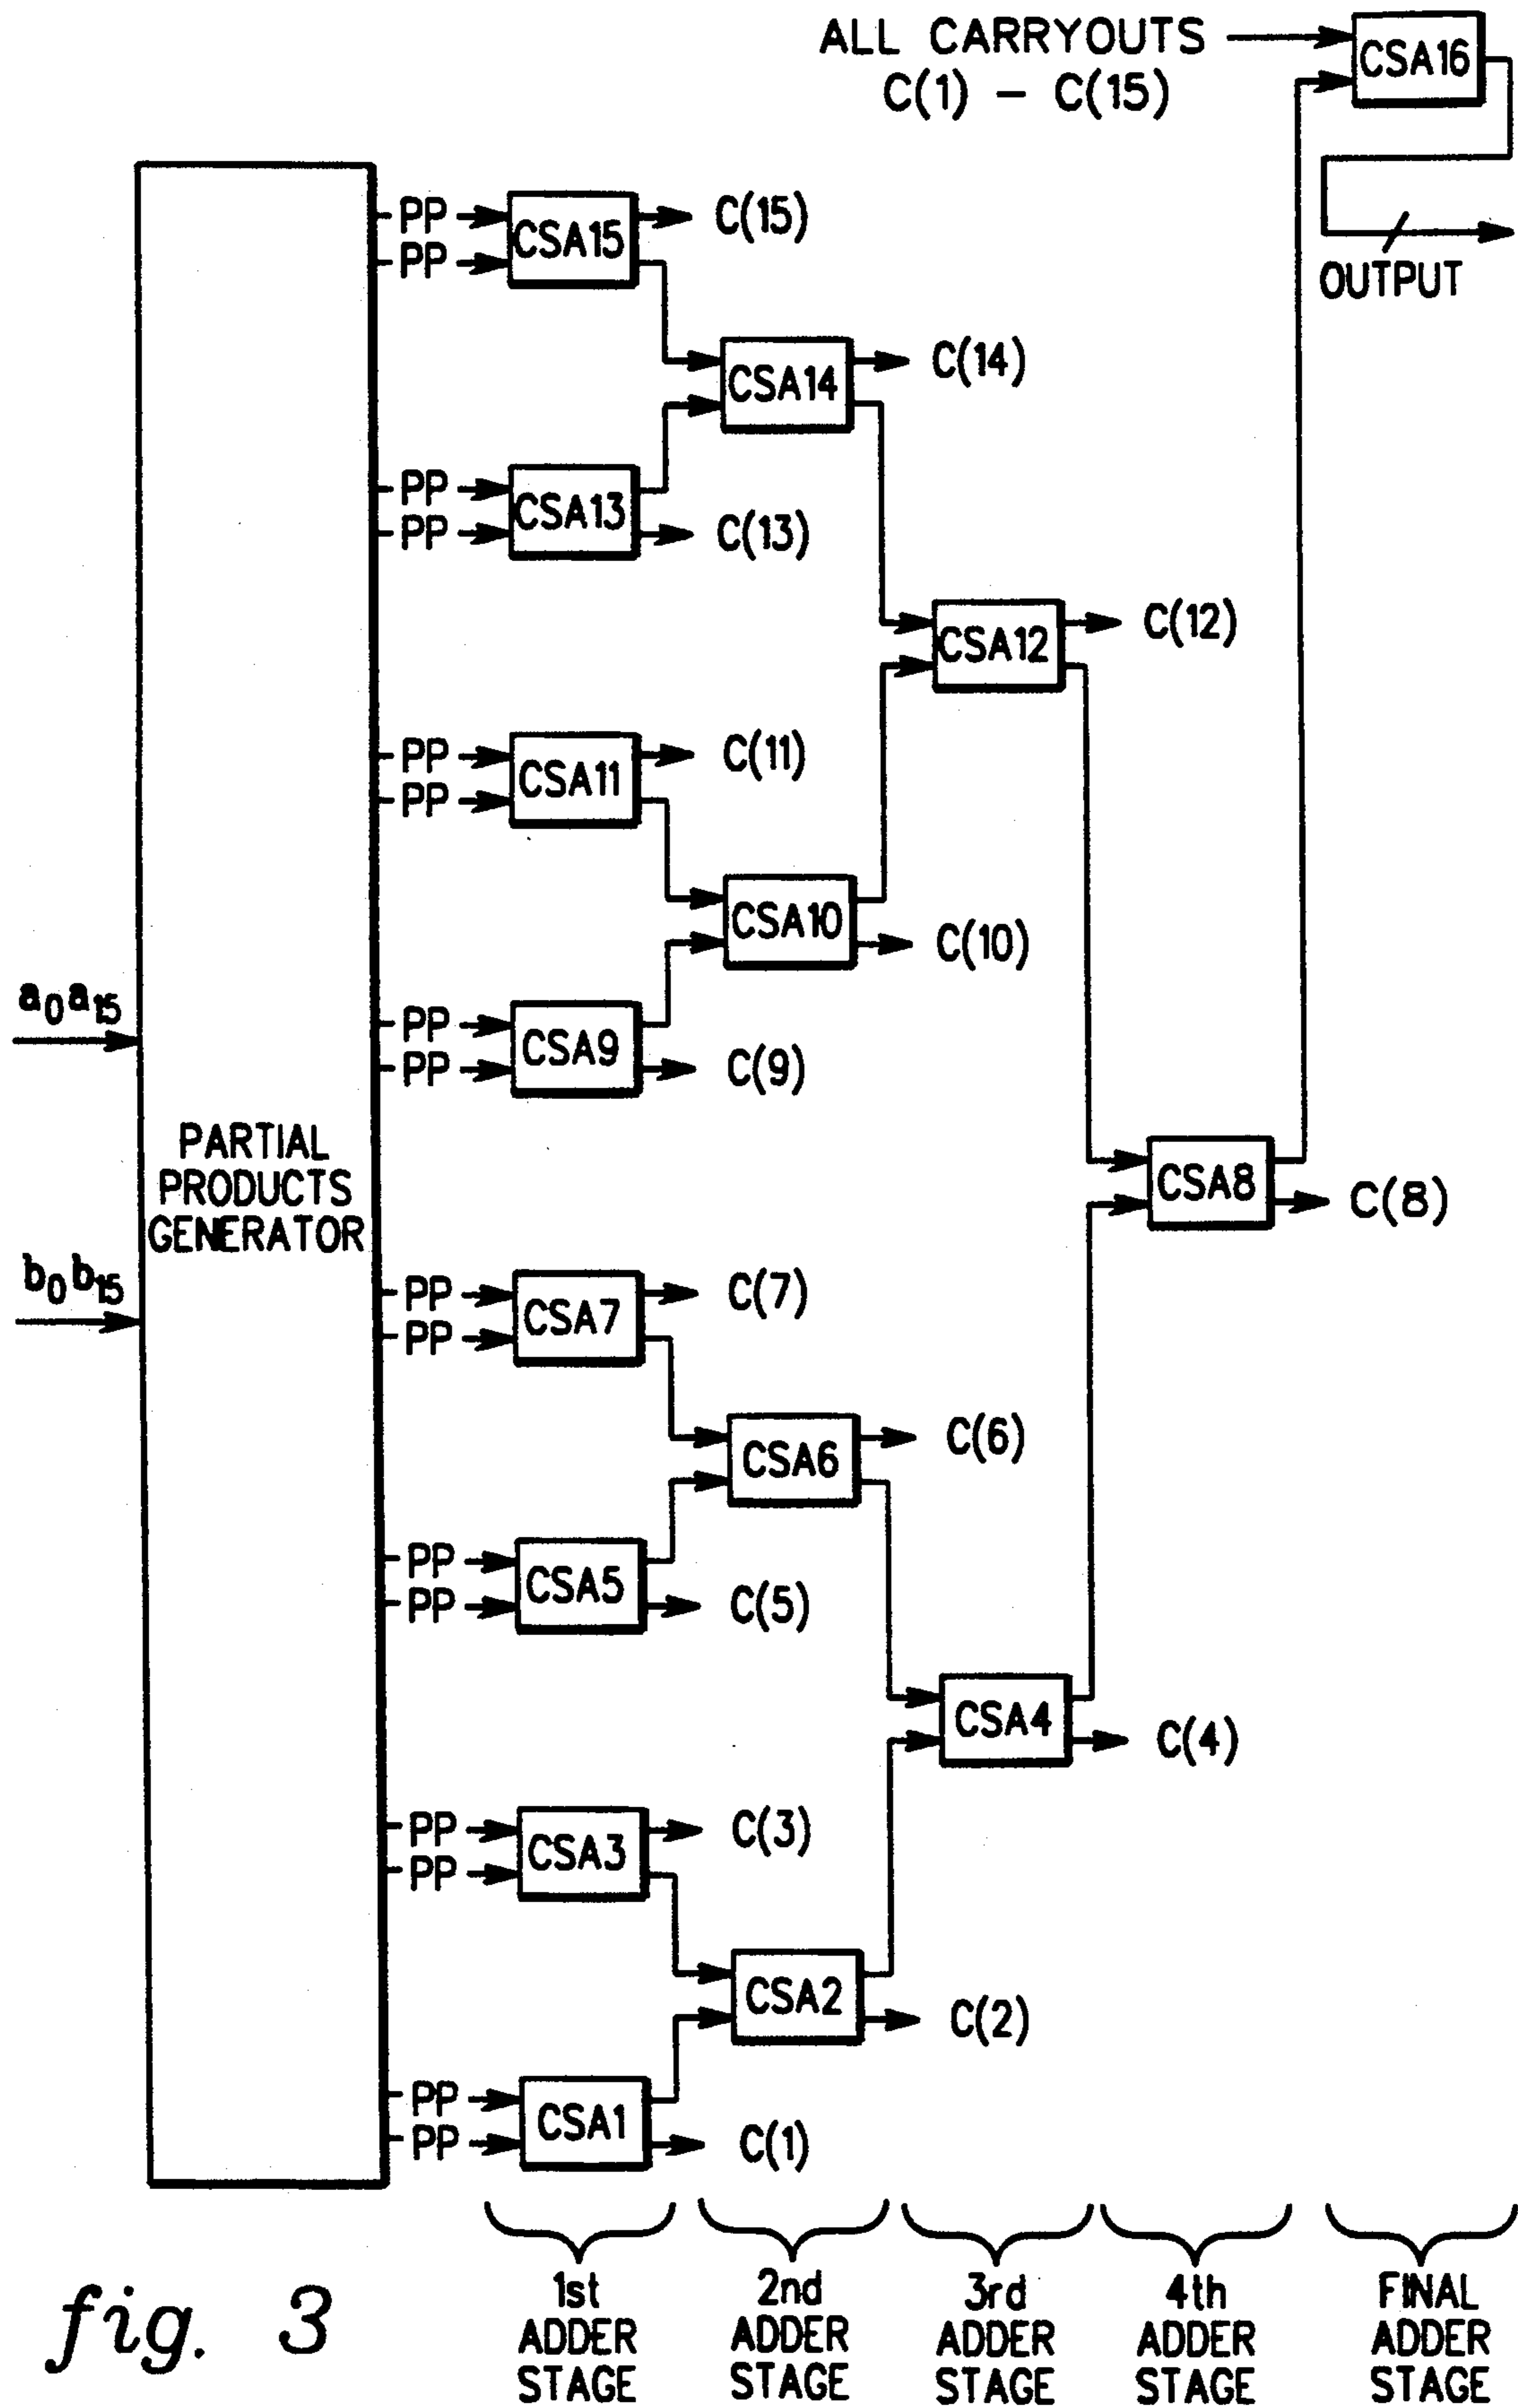 ALL CARRYOUTS
C(1) - C(15)
CSA16
OUTPUT
PP
PP
CSA15
C(15)
CSA14
C(14)
PP
PP
CSA13
C(13)
CSA12
C(12)
PP
PP
CSA11
C(11)
CSA10
C(10)
PP
PP
CSA9
C(9)
a0a15
PARTIAL
PRODUCTS
GENERATOR
b0b15
CSA8
C(8)
PP
PP
CSA7
C(7)
CSA6
C(6)
PP
PP
CSA5
C(5)
CSA4
C(4)
PP
PP
CSA3
C(3)
CSA2
C(2)
PP
PP
CSA1
C(1)
1st
ADDER
STAGE
2nd
ADDER
STAGE
3rd
ADDER
STAGE
4th
ADDER
STAGE
FINAL
ADDER
STAGE
fig. 3